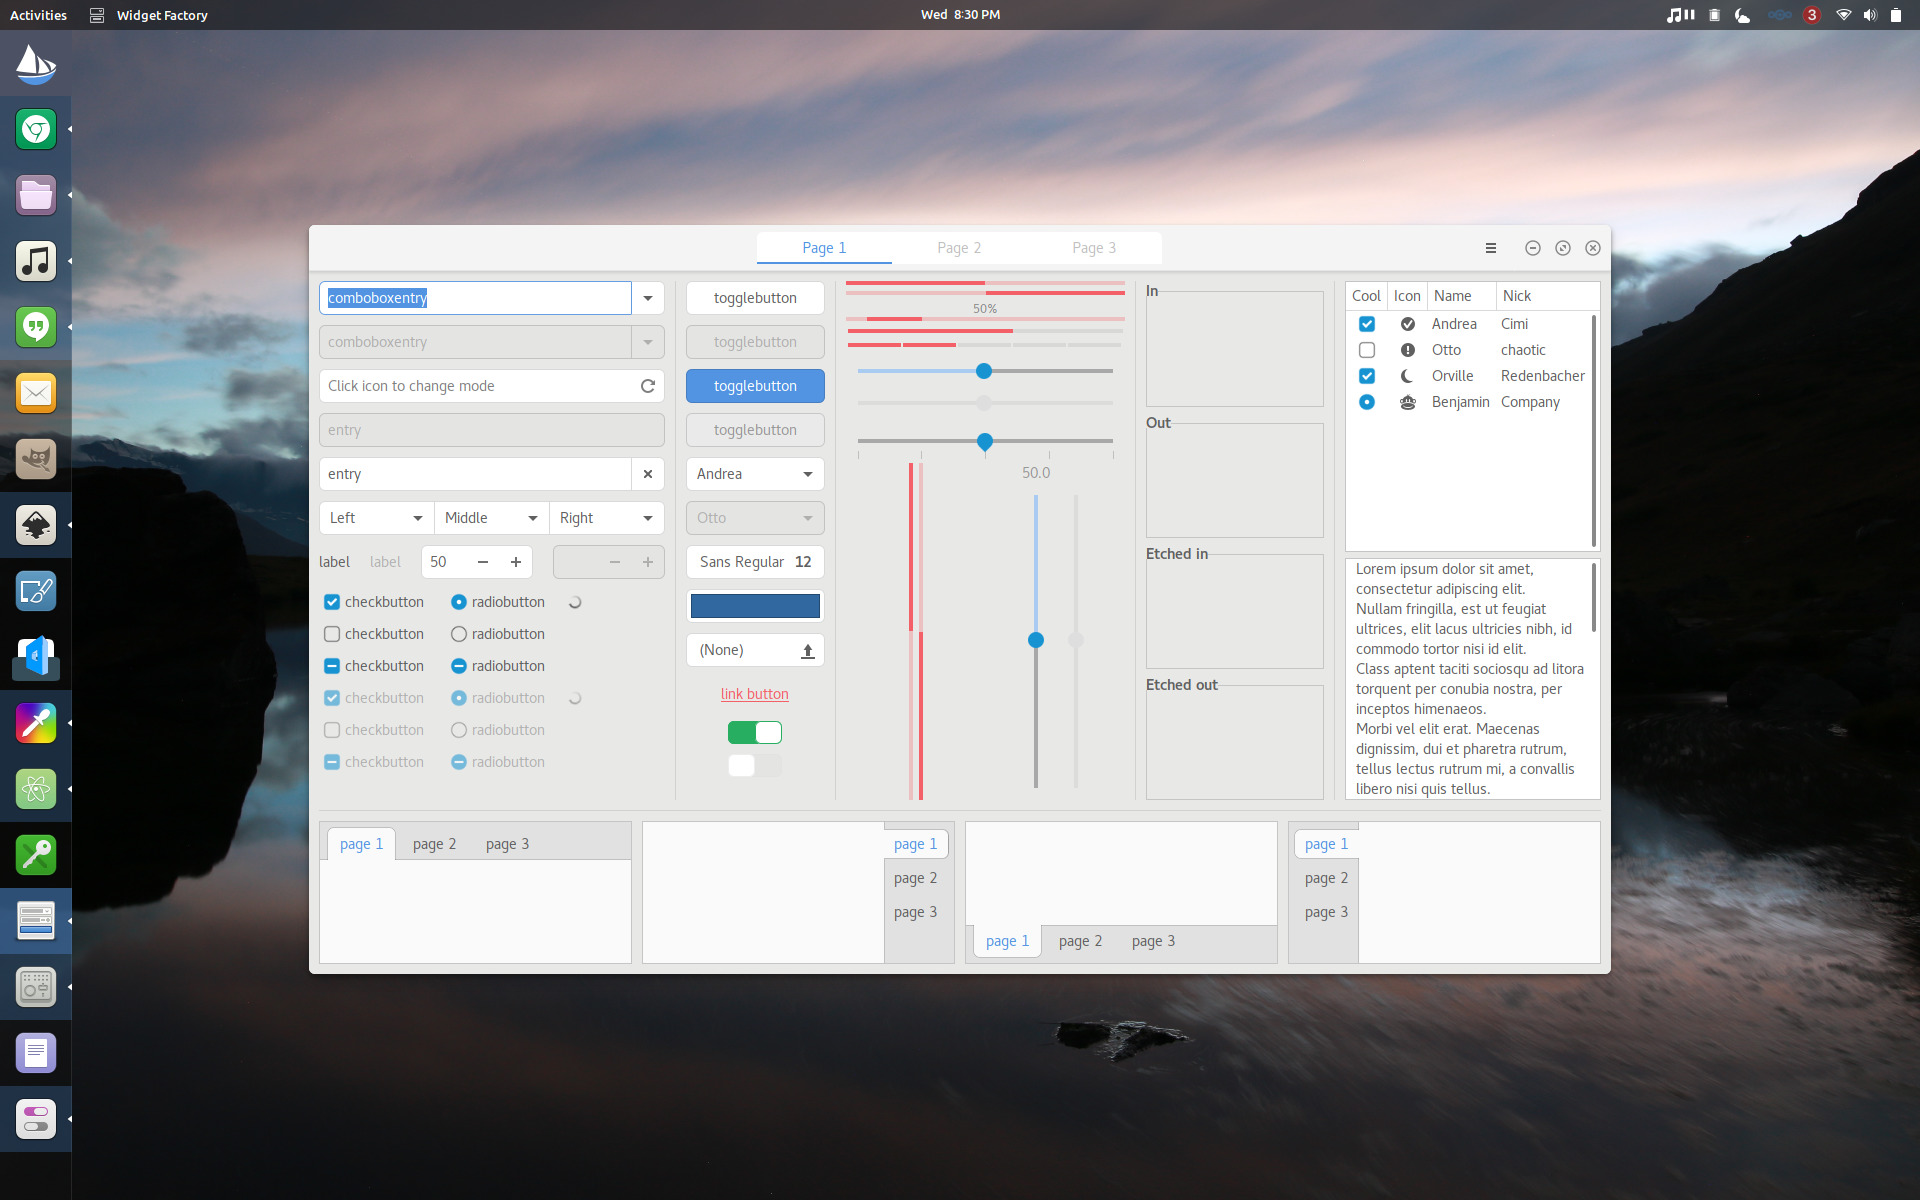 Activities
Widget Factory
Wed 8:30 PM
3
Page 1
Page 2
Page 3
comboboxentry
comboboxentry
Click icon to change mode
entry
entry
Left
Middle
Right
label
label
50
checkbutton
radiobutton
checkbutton
radiobutton
checkbutton
radiobutton
checkbutton
radiobutton
checkbutton
radiobutton
checkbutton
radiobutton
togglebutton
togglebutton
togglebutton
togglebutton
Andrea
Otto
Sans Regular 12
(None)
link button
50%
50.0
In
Out
Etched in
Etched out
Cool Icon Name Nick
Andrea Cimi
Otto chaotic
Orville Redenbacher
Benjamin Company
Lorem ipsum dolor sit amet,
consectetur adipiscing elit.
Nullam fringilla, est ut feugiat
ultrices, elit lacus ultricies nibh, id
commodo tortor nisi id elit.
Class aptent taciti sociosqu ad litora
torquent per conubia nostra, per
inceptos himenaeos.
Morbi vel elit erat. Maecenas
dignissim, dui et pharetra rutrum,
tellus lectus rutrum mi, a convallis
libero nisi quis tellus.
page 1
page 2
page 3
page 1
page 2
page 3
page 1
page 2
page 3
page 1
page 2
page 3